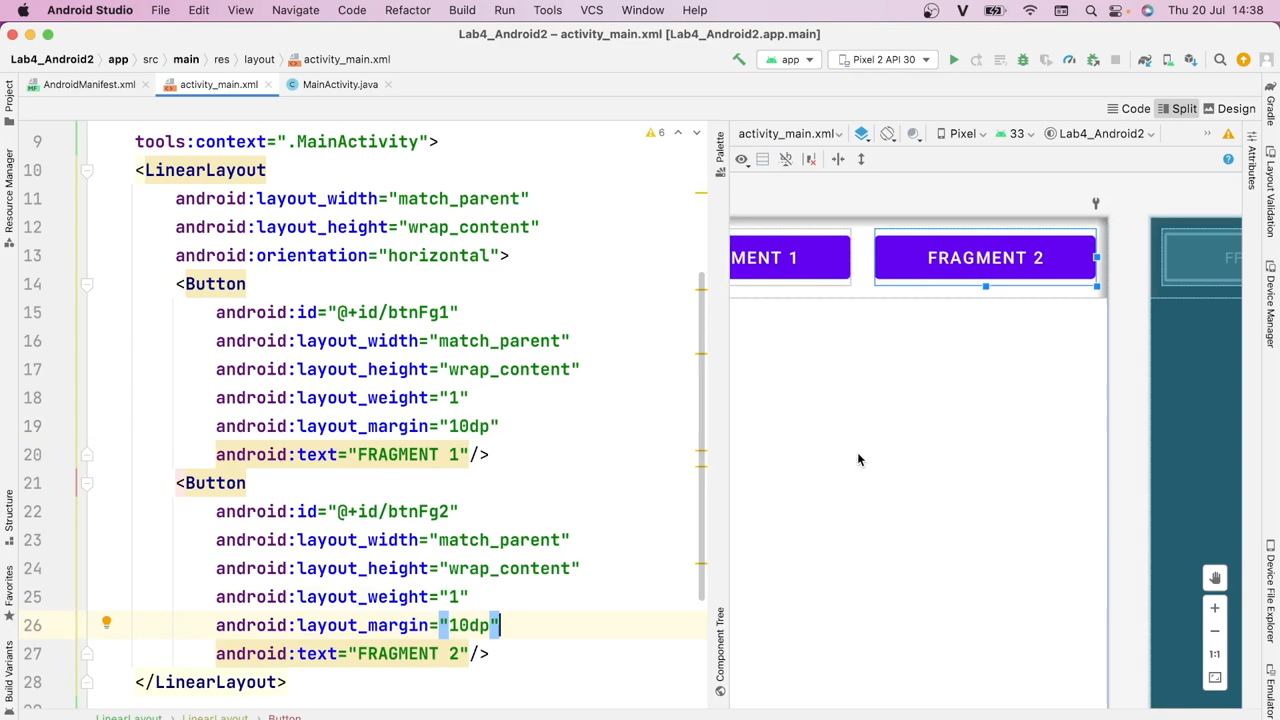 Android Studio File Edit View Navigate Code Refactor Build Run Tools VCS Window Help Thu 20 Jul 14:38
Lab4_Android2 – activity_main.xml [Lab4_Android2.app.main]
Lab4_Android2 app src main res layout activity_main.xml app Pixel 2 API 30
AndroidManifest.xml activity_main.xml MainActivity.java
Code Split Design
activity_main.xml Pixel 33 Lab4_Android2
6
9 tools:context=".MainActivity">
10 <LinearLayout
11 android:layout_width="match_parent"
12 android:layout_height="wrap_content"
13 android:orientation="horizontal">
14 <Button
15 android:id="@+id/btnFg1"
16 android:layout_width="match_parent"
17 android:layout_height="wrap_content"
18 android:layout_weight="1"
19 android:layout_margin="10dp"
20 android:text="FRAGMENT 1"/>
21 <Button
22 android:id="@+id/btnFg2"
23 android:layout_width="match_parent"
24 android:layout_height="wrap_content"
25 android:layout_weight="1"
26 android:layout_margin="10dp"
27 android:text="FRAGMENT 2"/>
28 </LinearLayout>
LinearLayout LinearLayout Button
MENT 1
FRAGMENT 2
1:1
Project
Resource Manager
Structure
Favorites
Build Variants
Palette
Component Tree
Attributes
Gradle
Layout Validation
Device Manager
Device File Explorer
Emulator